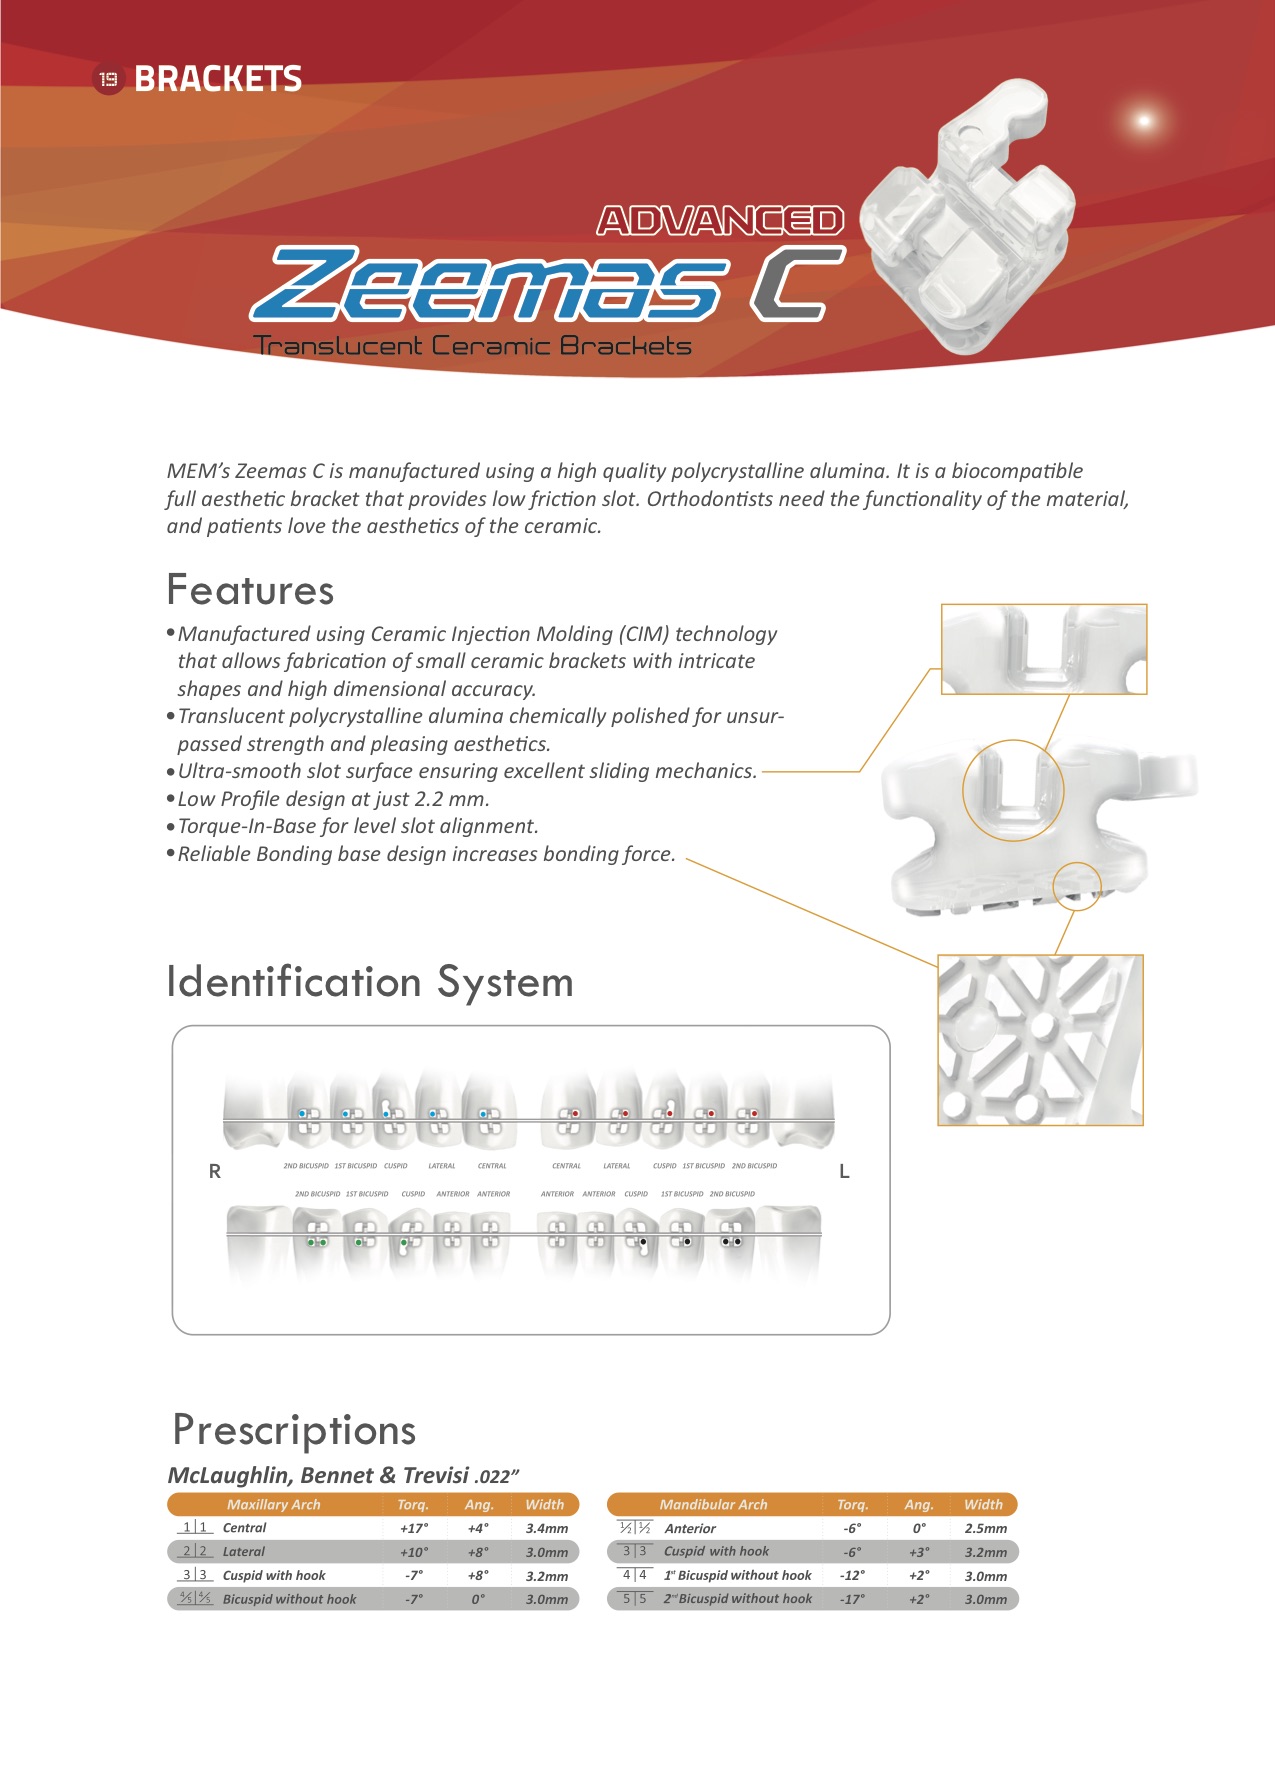 19 BRACKETS
ADVANCED
Zeemas C
Translucent Ceramic Brackets
MEM’s Zeemas C is manufactured using a high quality polycrystalline alumina. It is a biocompatible
full aesthetic bracket that provides low friction slot. Orthodontists need the functionality of the material,
and patients love the aesthetics of the ceramic.
Features
•Manufactured using Ceramic Injection Molding (CIM) technology
that allows fabrication of small ceramic brackets with intricate
shapes and high dimensional accuracy.
•Translucent polycrystalline alumina chemically polished for unsur-
passed strength and pleasing aesthetics.
•Ultra-smooth slot surface ensuring excellent sliding mechanics.
•Low Profile design at just 2.2 mm.
•Torque-In-Base for level slot alignment.
•Reliable Bonding base design increases bonding force.
Identification System
2ND BICUSPID 1ST BICUSPID CUSPID LATERAL CENTRAL CENTRAL LATERAL CUSPID 1ST BICUSPID 2ND BICUSPID
R L
2ND BICUSPID 1ST BICUSPID CUSPID ANTERIOR ANTERIOR ANTERIOR ANTERIOR CUSPID 1ST BICUSPID 2ND BICUSPID
Prescriptions
McLaughlin, Bennet & Trevisi .022”
Maxillary Arch Torq. Ang. Width
1|1 Central +17° +4° 3.4mm
2|2 Lateral +10° +8° 3.0mm
3|3 Cuspid with hook -7° +8° 3.2mm
4/5|4/5 Bicuspid without hook -7° 0° 3.0mm
Mandibular Arch Torq. Ang. Width
1/2|1/2 Anterior -6° 0° 2.5mm
3|3 Cuspid with hook -6° +3° 3.2mm
4|4 1st Bicuspid without hook -12° +2° 3.0mm
5|5 2nd Bicuspid without hook -17° +2° 3.0mm